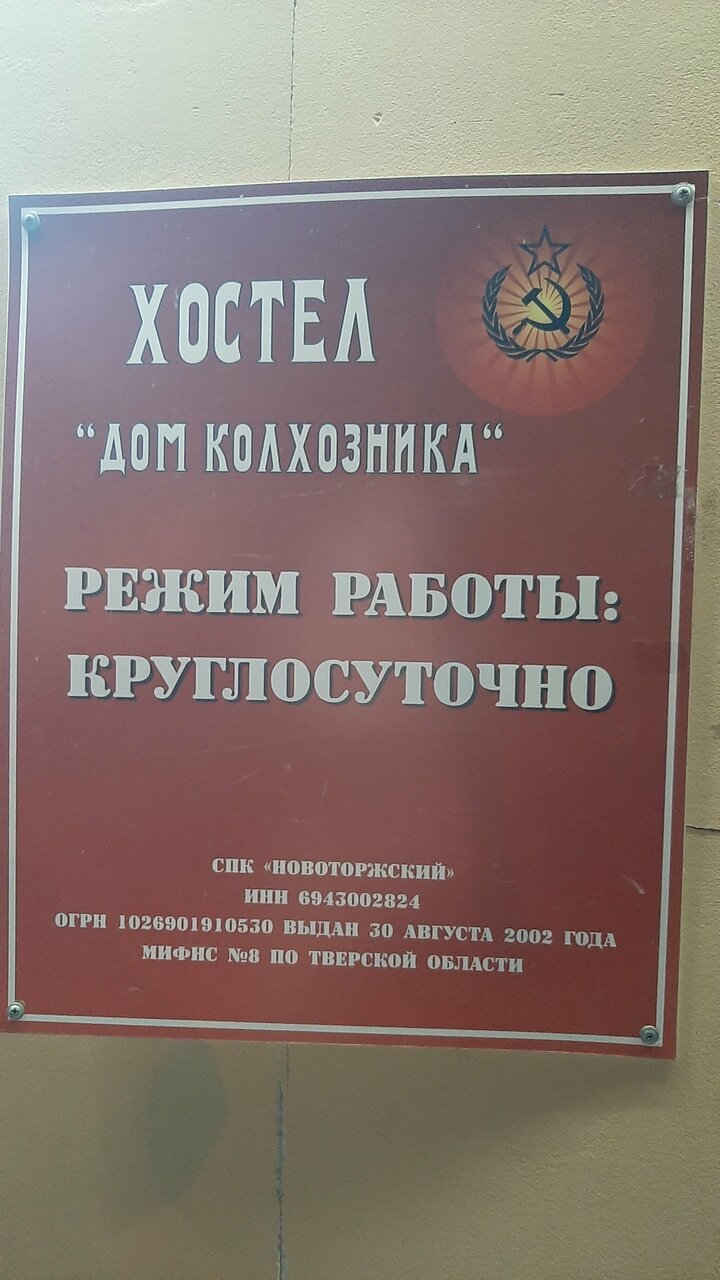 ХОСТЕЛ
"ДОМ КОЛХОЗНИКА"
РЕЖИМ РАБОТЫ:
КРУГЛОСУТОЧНО
СПК «НОВОТОРЖСКИЙ»
ИНН 6943002824
ОГРН 1026901910530 ВЫДАН 30 АВГУСТА 2002 ГОДА
МИФНС №8 ПО ТВЕРСКОЙ ОБЛАСТИ